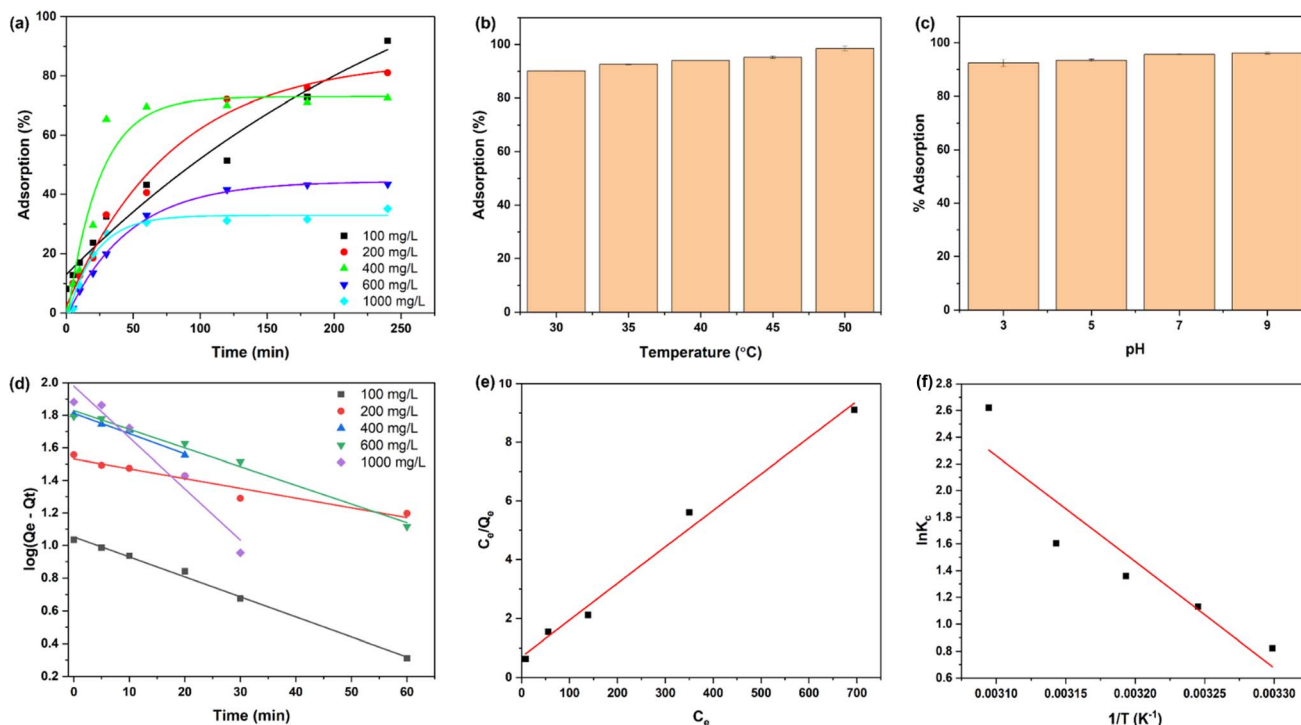 (a)
Adsorption (%)
100
80
60
40
20
0
0
50
100
150
200
250
Time (min)
100 mg/L
200 mg/L
400 mg/L
600 mg/L
1000 mg/L
(b)
Adsorption (%)
100
80
60
40
20
0
30
35
40
45
50
Temperature (°C)
(c)
% Adsorption
100
80
60
40
20
0
3
5
7
9
pH
(d)
log(Qe - Qt)
2.0
1.8
1.6
1.4
1.2
1.0
0.8
0.6
0.4
0.2
0
10
20
30
40
50
60
Time (min)
100 mg/L
200 mg/L
400 mg/L
600 mg/L
1000 mg/L
(e)
Ce/Qe
10
8
6
4
2
0
0
100
200
300
400
500
600
700
800
Ce
(f)
lnKc
2.8
2.6
2.4
2.2
2.0
1.8
1.6
1.4
1.2
1.0
0.8
0.6
0.00310
0.00315
0.00320
0.00325
0.00330
1/T (K⁻¹)